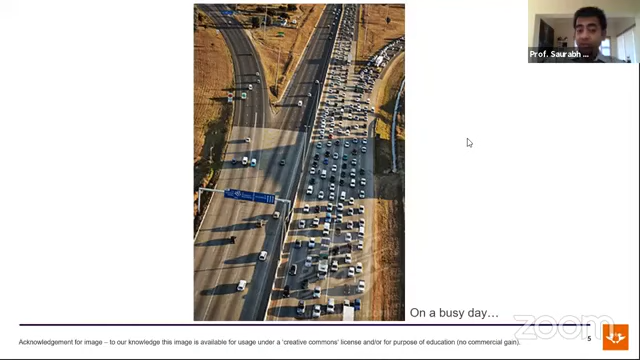 Prof. Saurabh ...
On a busy day...
zoom
Acknowledgement for image – to our knowledge this image is available for usage under a 'creative commons' license and/or for purpose of education (no commercial gain).
5